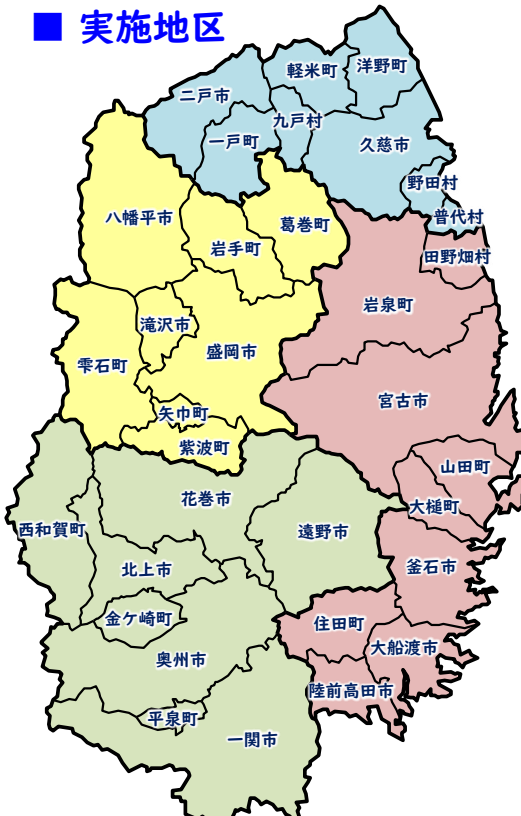 ■ 実施地区
軽米町
洋野町
二戸市
九戸村
一戸町
久慈市
野田村
普代村
八幡平市
葛巻町
岩手町
田野畑村
岩泉町
滝沢市
盛岡市
雫石町
宮古市
矢巾町
紫波町
山田町
花巻市
大槌町
西和賀町
遠野市
北上市
釜石市
金ケ崎町
住田町
大船渡市
奥州市
陸前高田市
平泉町
一関市